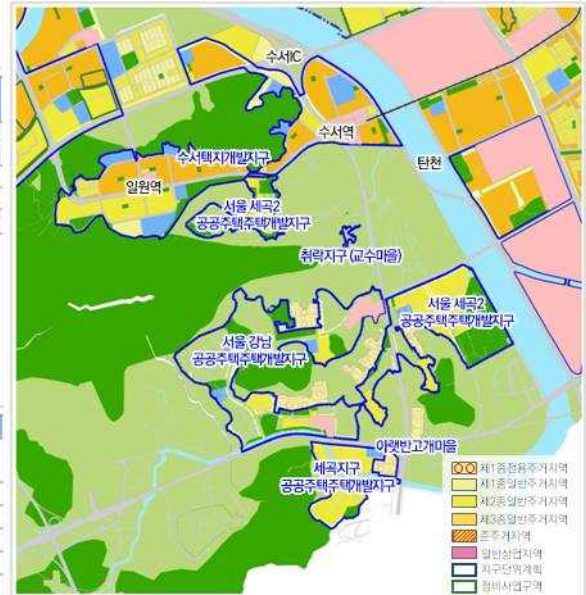 수서IC
수서역
탄천
수서택지개발지구
일원역
서울 세곡2
공공주택주택개발지구
취락지구 (교수마을)
서울 세곡2
공공주택주택개발지구
서울 강남
공공주택주택개발지구
아랫반고개마을
세곡지구
공공주택주택개발지구
제1종전용주거지역
제1종일반주거지역
제2종일반주거지역
제3종일반주거지역
준주거지역
일반상업지역
지구단위계획
정비사업구역